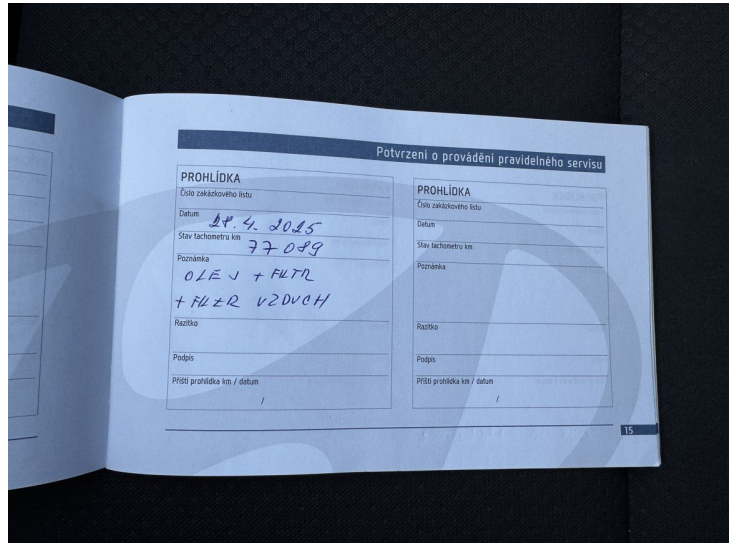 Potvrzení o provádění pravidelného servisu
PROHLÍDKA
Číslo zakázkového listu
Datum 28. 4. 2025
Stav tachometru km 77 089
Poznámka
OLEJ + FILTR
+ FILTR VZDUCH
Razítko
Podpis
Příští prohlídka km / datum
/
PROHLÍDKA
Číslo zakázkového listu
Datum
Stav tachometru km
Poznámka
Razítko
Podpis
Příští prohlídka km / datum
/
15